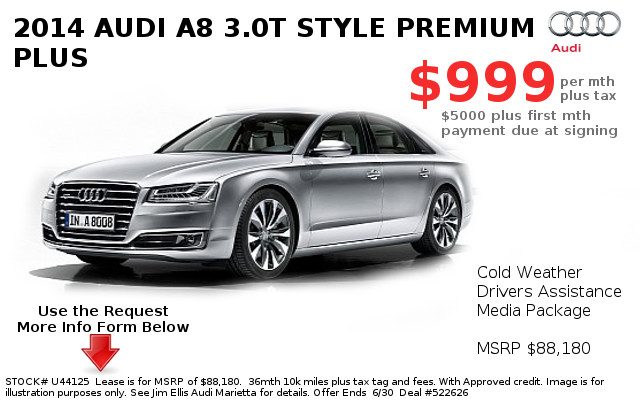 2014 AUDI A8 3.0T STYLE PREMIUM
PLUS
Audi
$999 per mth
plus tax
$5000 plus first mth
payment due at signing
IN A 8008
Cold Weather
Drivers Assistance
Media Package
MSRP $88,180
Use the Request
More Info Form Below
STOCK# U44125 Lease is for MSRP of $88,180. 36mth 10k miles plus tax tag and fees. With Approved credit. Image is for
illustration purposes only. See Jim Ellis Audi Marietta for details. Offer Ends 6/30 Deal #522626